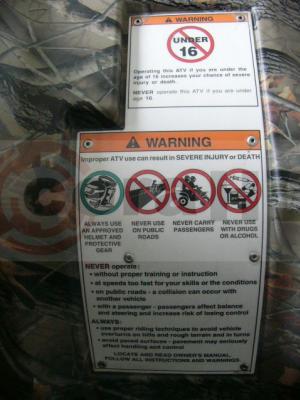 WARNING
UNDER
16
Operating this ATV if you are under the
age of 16 increases your chance of severe
injury or death.
NEVER operate this ATV if you are under
age 16.
WARNING
Improper ATV use can result in SEVERE INJURY or DEATH
ALWAYS USE
AN APPROVED
HELMET AND
PROTECTIVE
GEAR
NEVER USE
ON PUBLIC
ROADS
NEVER CARRY
PASSENGERS
NEVER USE
WITH DRUGS
OR ALCOHOL
NEVER operate:
• without proper training or instruction
• at speeds too fast for your skills or the conditions
• on public roads - a collision can occur with
another vehicle
• with a passenger - passengers affect balance
and steering and increase risk of losing control
ALWAYS:
• use proper riding techniques to avoid vehicle
overturns on hills and rough terrain and in turns
• avoid paved surfaces - pavement may seriously
affect handling and control
LOCATE AND READ OWNER'S MANUAL.
FOLLOW ALL INSTRUCTIONS AND WARNINGS.